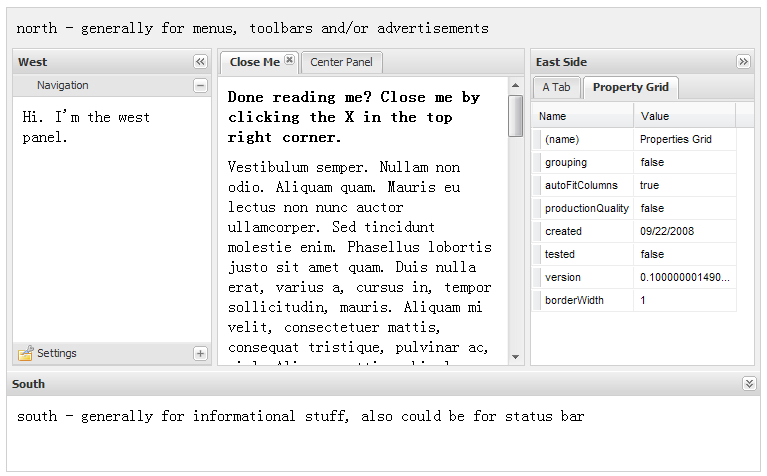 north - generally for menus, toolbars and/or advertisements
West
Navigation
Hi. I'm the west
panel.
Settings
Close Me Center Panel
Done reading me? Close me by
clicking the X in the top
right corner.
Vestibulum semper. Nullam non
odio. Aliquam quam. Mauris eu
lectus non nunc auctor
ullamcorper. Sed tincidunt
molestie enim. Phasellus lobortis
justo sit amet quam. Duis nulla
erat, varius a, cursus in, tempor
sollicitudin, mauris. Aliquam mi
velit, consectetuer mattis,
consequat tristique, pulvinar ac,
East Side
A Tab Property Grid
Name Value
(name) Properties Grid
grouping false
autoFitColumns true
productionQuality false
created 09/22/2008
tested false
version 0.100000001490...
borderWidth 1
South
south - generally for informational stuff, also could be for status bar